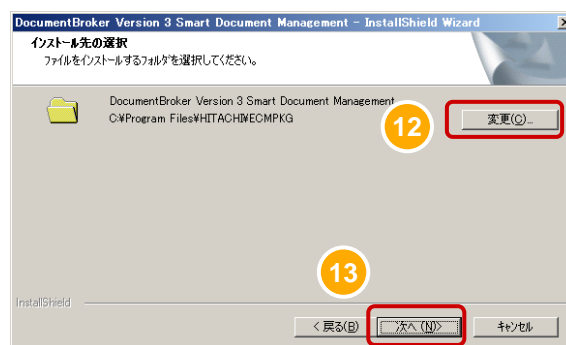 DocumentBroker Version 3 Smart Document Management - InstallShield Wizard
インストール先の選択
ファイルをインストールするフォルダを選択してください。
DocumentBroker Version 3 Smart Document Management
C:¥Program Files¥HITACHI¥ECMPKG
12
変更(C)...
13
InstallShield
< 戻る(B)
次へ (N)>
キャンセル